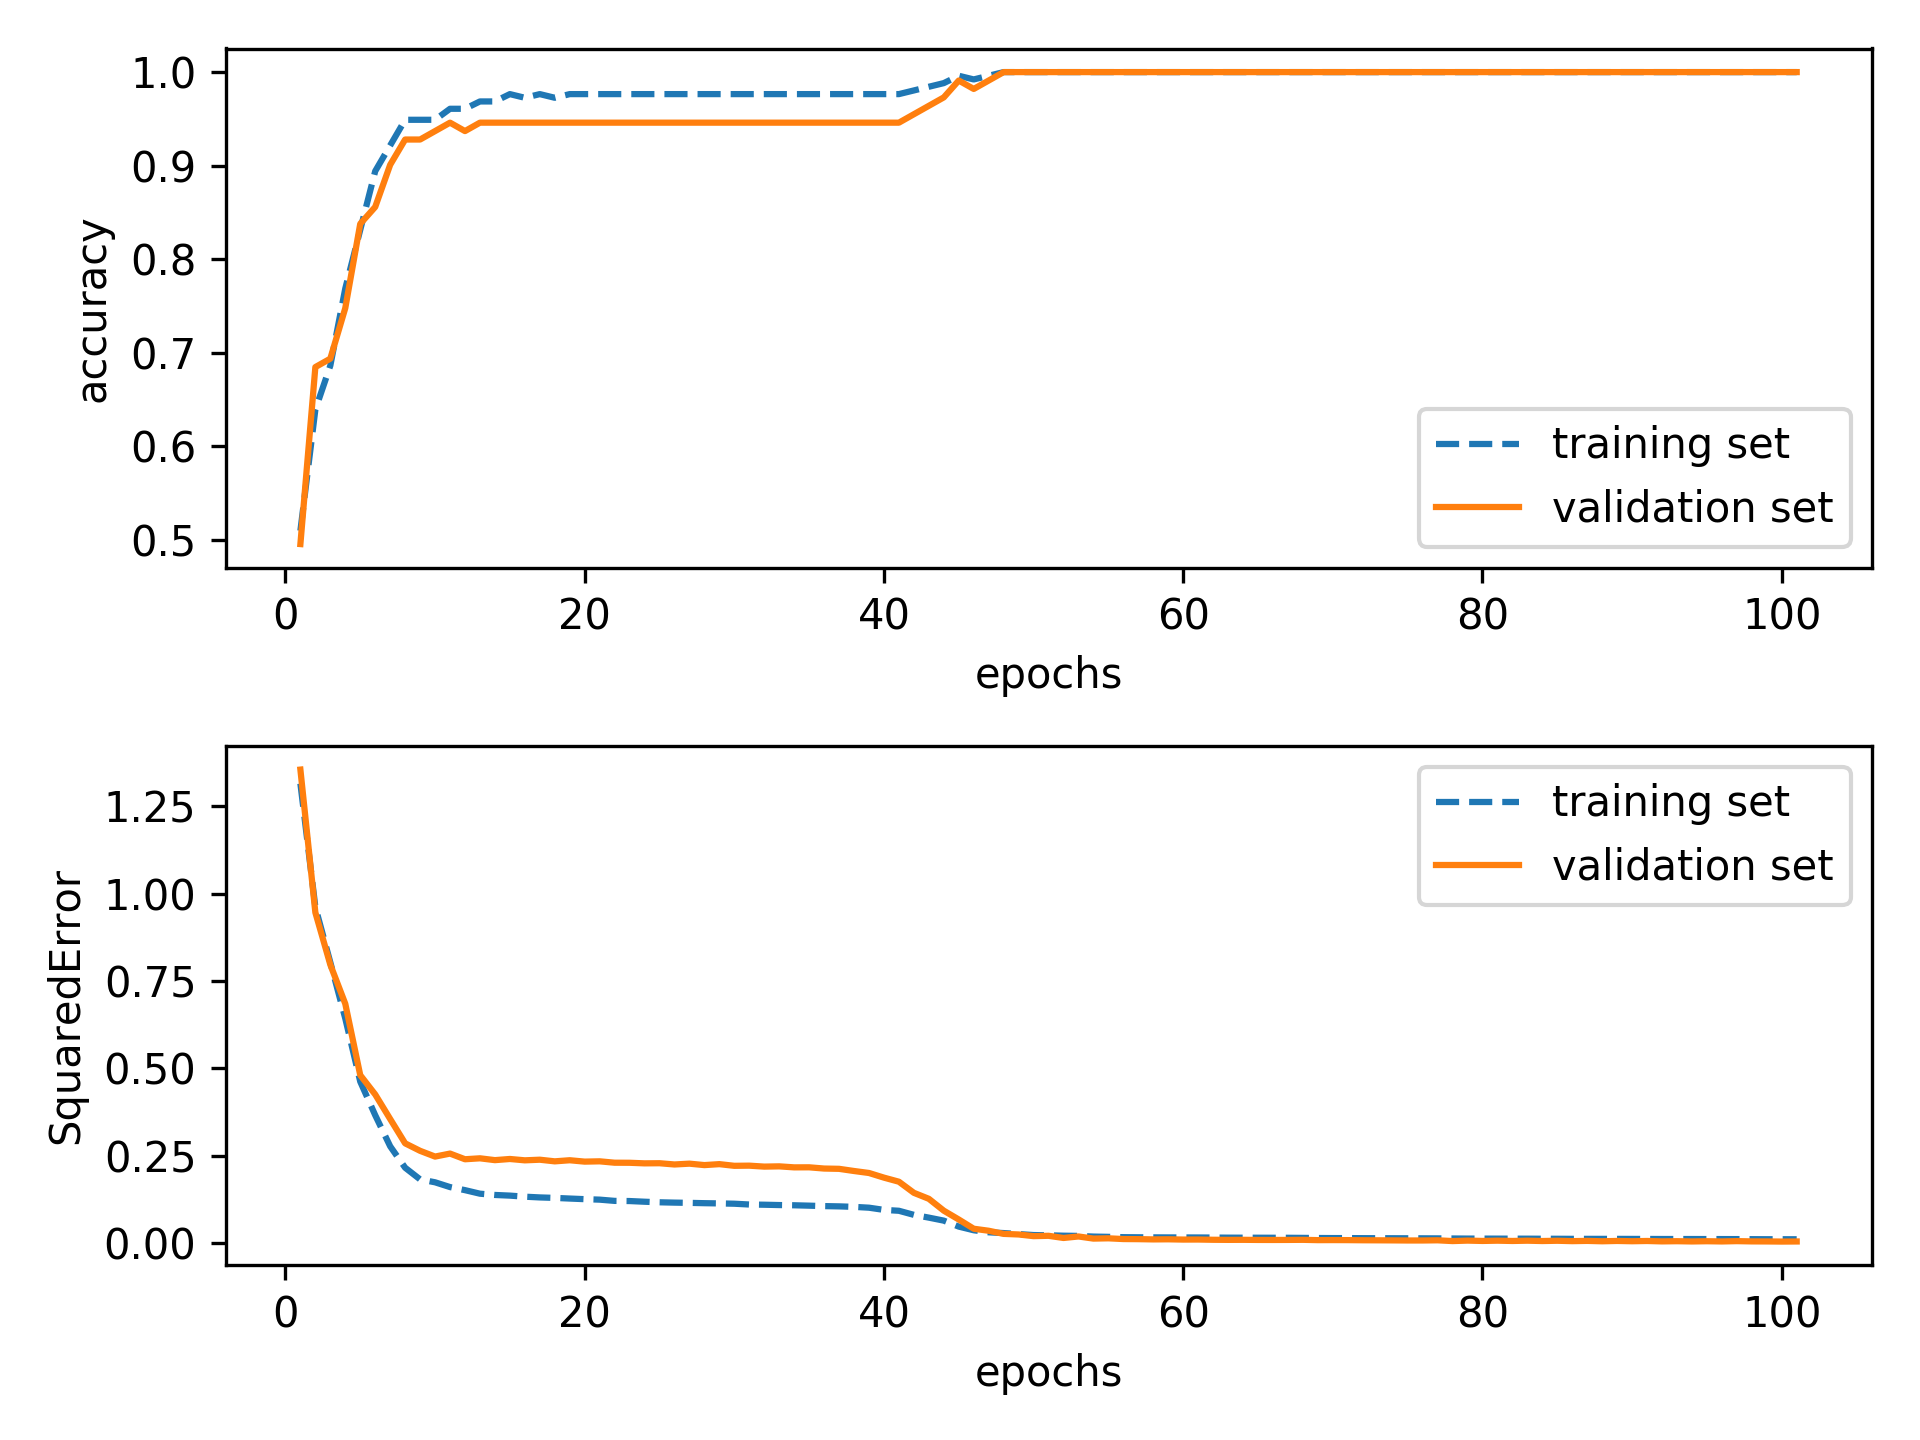 1.0
0.9
0.8
0.7
0.6
0.5
accuracy
training set
validation set
0 20 40 60 80 100
epochs
1.25
1.00
0.75
0.50
0.25
0.00
SquaredError
training set
validation set
0 20 40 60 80 100
epochs